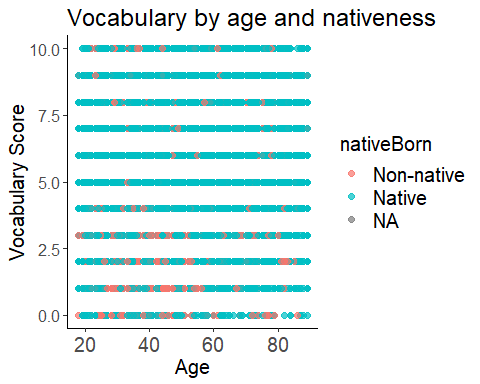 Vocabulary by age and nativeness
Vocabulary Score
10.0
7.5
5.0
2.5
0.0
20 40 60 80
Age
nativeBorn
Non-native
Native
NA